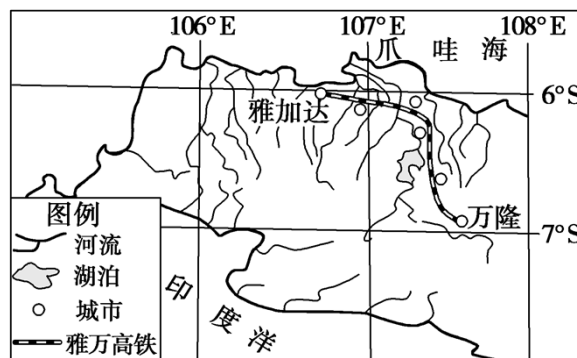 106°E
107°E
108°E
爪哇海
6°S
雅加达
万隆
7°S
图例
河流
湖泊
城市
雅万高铁
印度洋